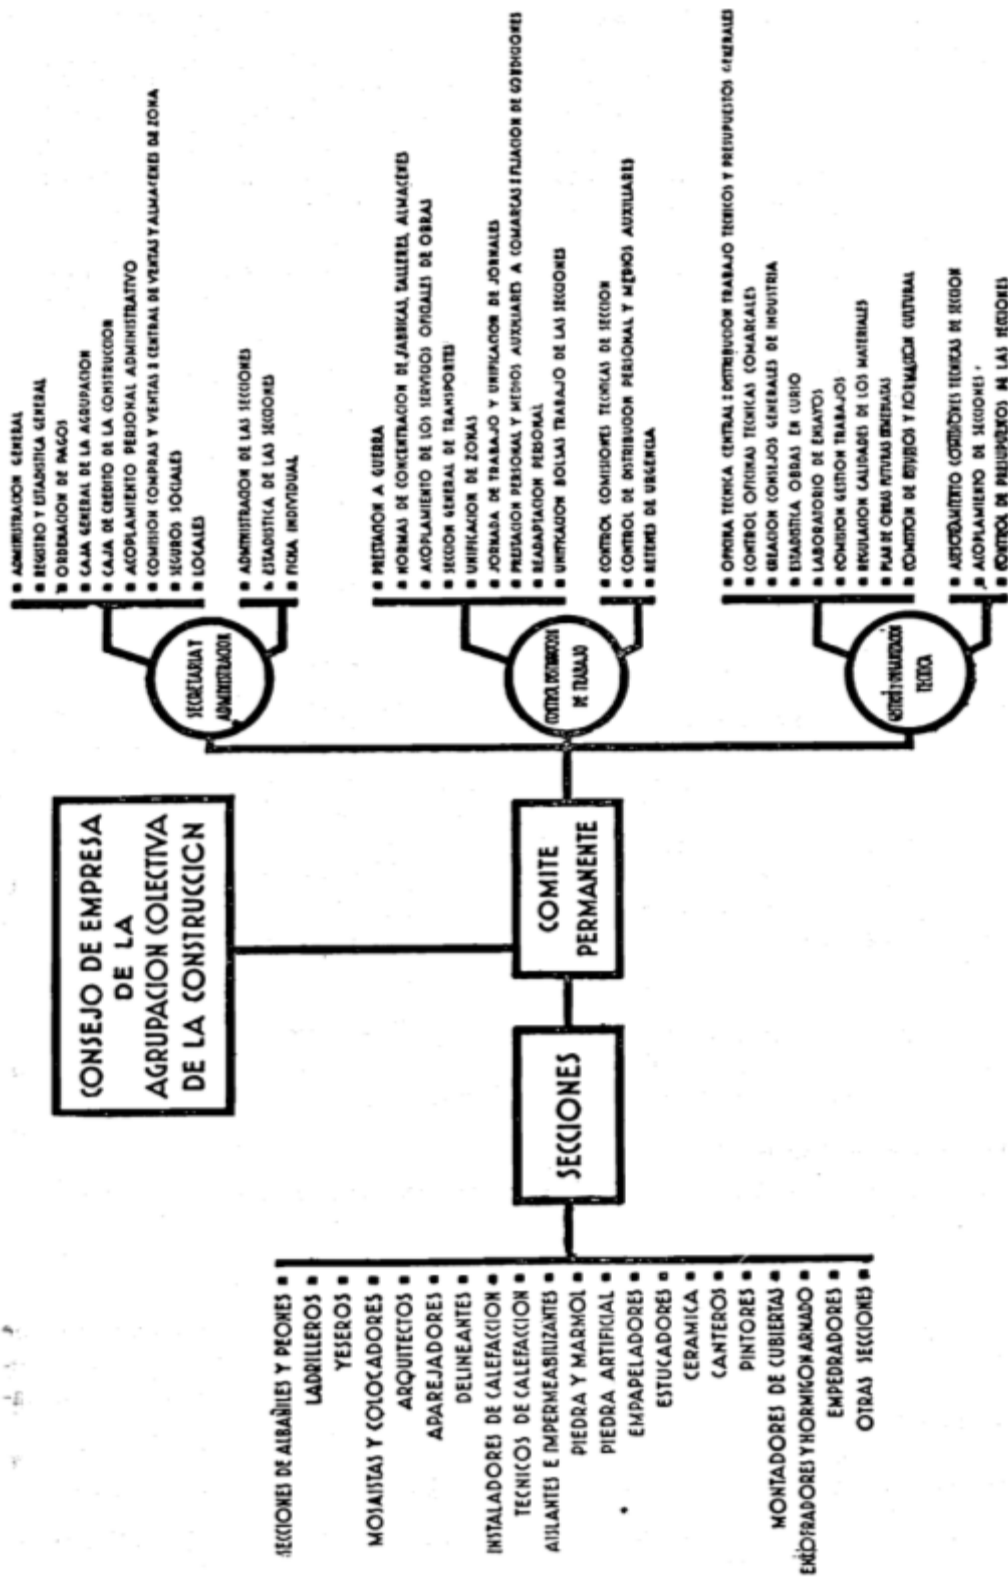 CONSEJO DE EMPRESA
DE LA
AGRUPACION COLECTIVA
DE LA CONSTRUCCION
SECCIONES
COMITE
PERMANENTE
SECCIONES DE ALBAÑILES Y PEONES
LADRILLEROS
YESEROS
MOSAISTAS Y COLOCADORES
ARQUITECTOS
APAREJADORES
DELINEANTES
INSTALADORES DE CALEFACCION
TECNICOS DE CALEFACCION
AISLANTES E IMPERMEABILIZANTES
PIEDRA Y MARMOL
PIEDRA ARTIFICIAL
EMPAPELADORES
ESTUCADORES
CERAMICA
CANTEROS
PINTORES
MONTADORES DE CUBIERTAS
ENCOFRADORES Y HORMIGON ARMADO
EMPEDRADORES
OTRAS SECCIONES
SECRETARIA Y
ADMINISTRACION
ADMINISTRACION GENERAL
REGISTRO Y ESTADISTICA GENERAL
ORDENACION DE PAGOS
CAJA GENERAL DE LA AGRUPACION
CAJA DE CREDITO DE LA CONSTRUCCION
ACOPLAMIENTO PERSONAL ADMINISTRATIVO
COMISION COMPRAS Y VENTAS I CENTRAL DE VENTAS Y ALMACENES DE ZONA
SEGUROS SOCIALES
LOCALES
ADMINISTRACION DE LAS SECCIONES
ESTADISTICA DE LAS SECCIONES
FICHA INDIVIDUAL
CONTROL DISTRIBUCION
DE TRABAJO
PRESTACION A GUERRA
NORMAS DE CONCENTRACION DE FABRICAS, TALLERES, ALMACENES
ACOPLAMIENTO DE LOS SERVICIOS OFICIALES DE OBRAS
SECCION GENERAL DE TRANSPORTES
UNIFICACION DE ZONAS
JORNADA DE TRABAJO Y UNIFICACION DE JORNALES
PRESTACION PERSONAL Y MEDIOS AUXILIARES A COMARCAS I FIJACION DE CONDICIONES
READAPTACION PERSONAL
UNIFICACION BOLSAS TRABAJO DE LAS SECCIONES
CONTROL COMISIONES TECNICAS DE SECCION
CONTROL DE DISTRIBUCION PERSONAL Y MEDIOS AUXILIARES
RETENES DE URGENCIA
ORGANIZACION
TECNICA
OFICINA TECNICA CENTRAL I DISTRIBUCION TRABAJO TECNICOS Y PRESUPUESTOS GENERALES
CONTROL OFICINAS TECNICAS COMARCALES
CREACION CONSEJOS GENERALES DE INDUSTRIA
ESTADISTICA OBRAS EN CURSO
LABORATORIO DE ENSAYOS
COMISION GESTION TRABAJOS
REGULACION CALIDADES DE LOS MATERIALES
PLAN DE OBRAS FUTURAS INMEDIATAS
COMISION DE ESTUDIOS Y FORMACION CULTURAL
COMISIONES TECNICAS DE SECCION
ACOPLAMIENTO DE SECCIONES
CONTROL DE PRESUPUESTOS DE LAS SECCIONES